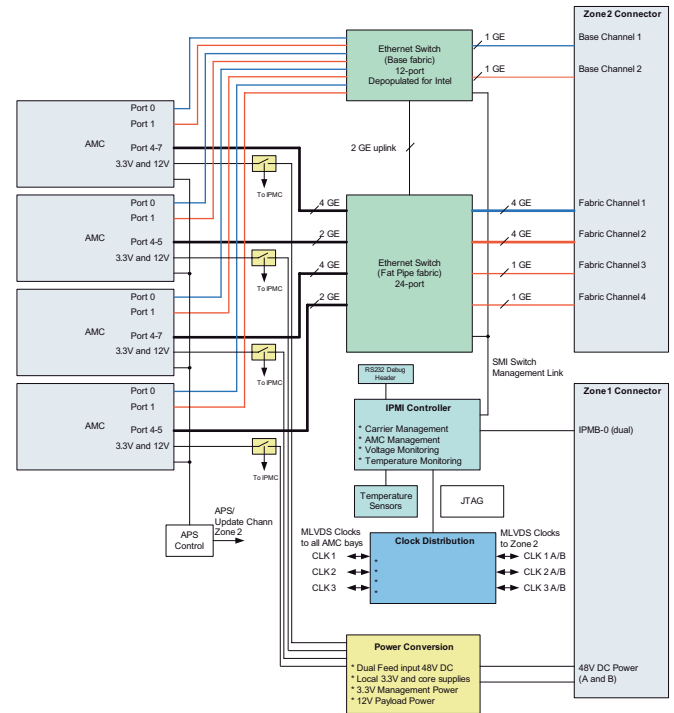 Zone2 Connector
Ethernet Switch
(Base fabric)
12-port
Depopulated for Intel
1 GE
Base Channel 1
1 GE
Base Channel 2
AMC
Port 0
Port 1
Port 4-7
3.3V and 12V
To IPMC
2 GE uplink
AMC
Port 0
Port 1
Port 4-5
3.3V and 12V
To IPMC
AMC
Port 0
Port 1
Port 4-7
3.3V and 12V
To IPMC
AMC
Port 0
Port 1
Port 4-5
3.3V and 12V
To IPMC
4 GE
2 GE
4 GE
2 GE
Ethernet Switch
(Fat Pipe fabric)
24-port
4 GE
Fabric Channel 1
4 GE
Fabric Channel 2
1 GE
Fabric Channel 3
1 GE
Fabric Channel 4
SMI Switch
Management Link
RS232 Debug
Header
IPMI Controller
* Carrier Management
* AMC Management
* Voltage Monitoring
* Temperature Monitoring
Zone1 Connector
IPMB-0 (dual)
Temperature
Sensors
JTAG
APS/
Update Chann
Zone 2
APS
Control
MLVDS Clocks
to all AMC bays
CLK 1
CLK 2
CLK 3
Clock Distribution
*
*
*
*
MLVDS Clocks
to Zone 2
CLK 1 A/B
CLK 2 A/B
CLK 3 A/B
Power Conversion
* Dual Feed input 48V DC
* Local 3.3V and core supplies
* 3.3V Management Power
* 12V Payload Power
48V DC Power
(A and B)